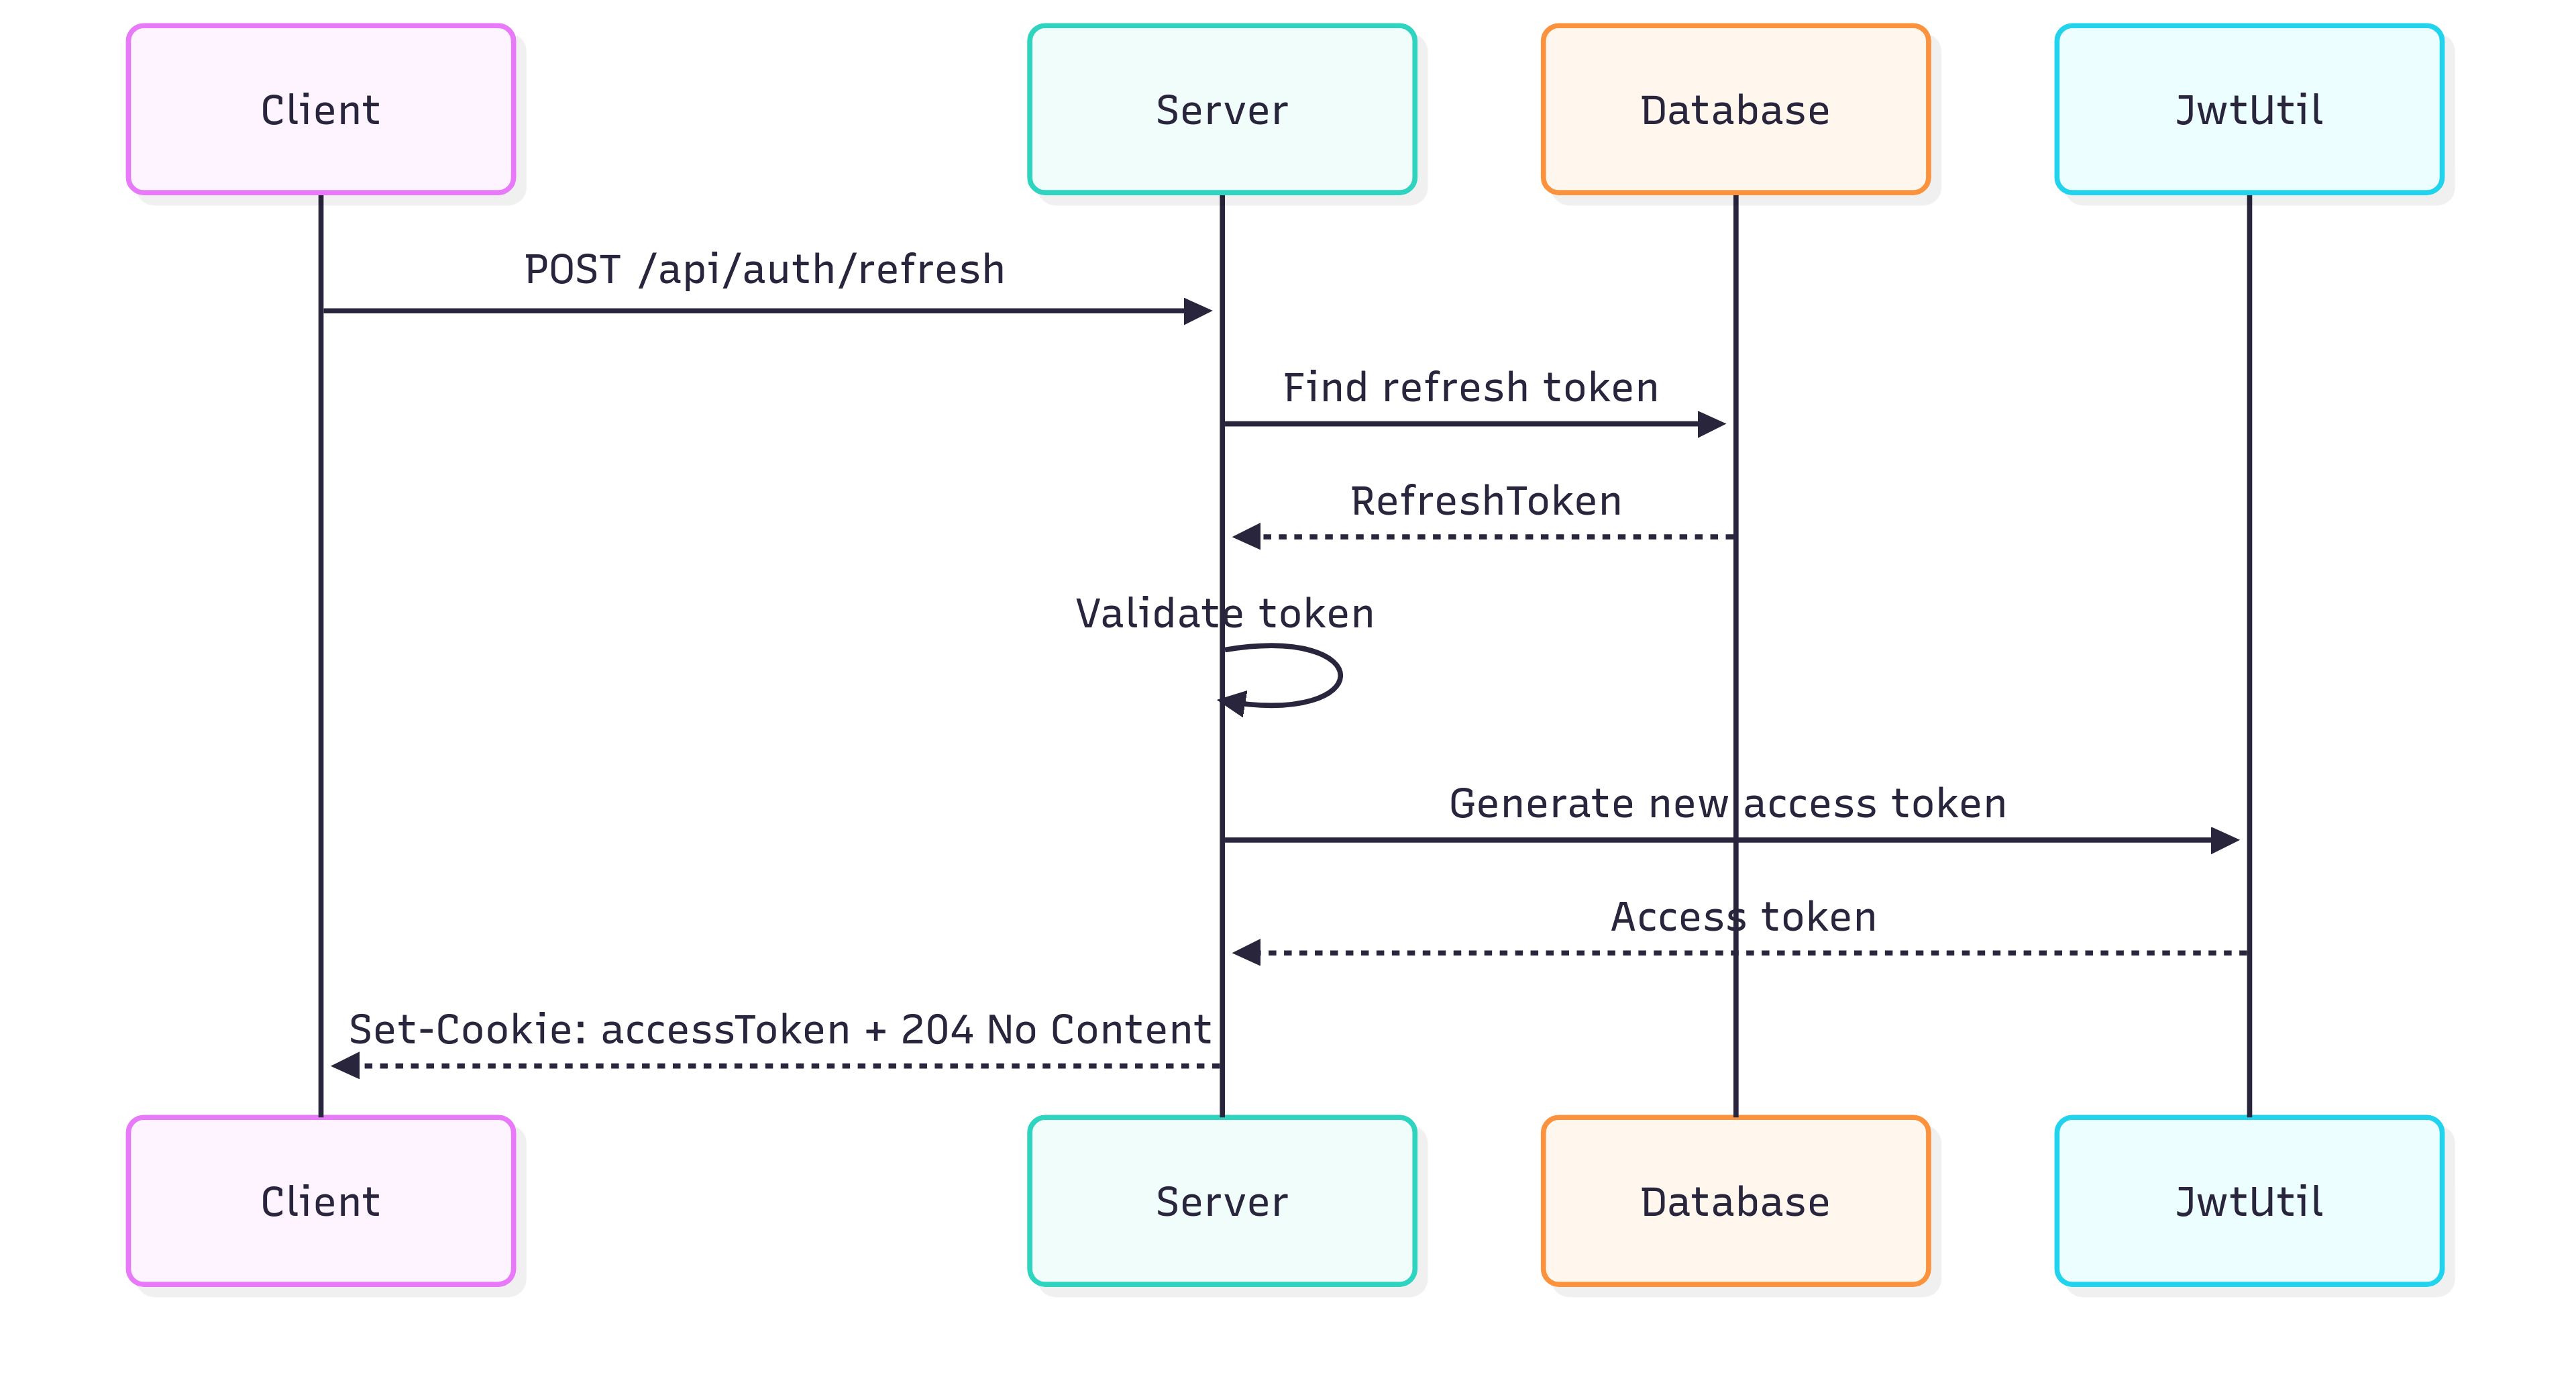 Client
Server
Database
JwtUtil
POST /api/auth/refresh
Find refresh token
RefreshToken
Validate token
Generate new access token
Access token
Set-Cookie: accessToken + 204 No Content
Client
Server
Database
JwtUtil